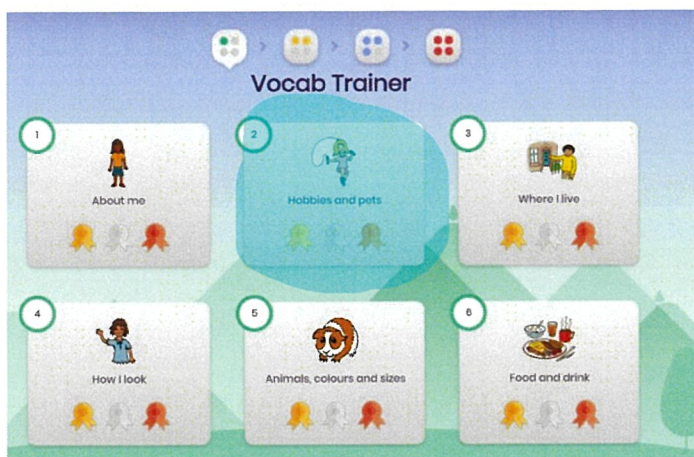 Vocab Trainer
1
About me
2
Hobbies and pets
3
Where I live
4
How I look
5
Animals, colours and sizes
6
Food and drink